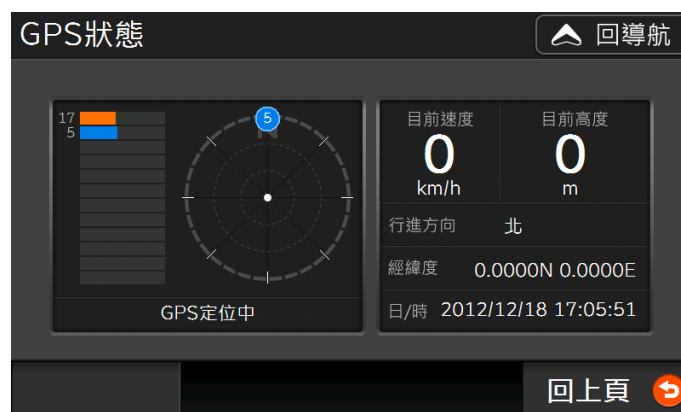 GPS狀態
回導航
17
5
5
GPS定位中
目前速度
0
km/h
目前高度
0
m
行進方向 北
經緯度 0.0000N 0.0000E
日/時 2012/12/18 17:05:51
回上頁